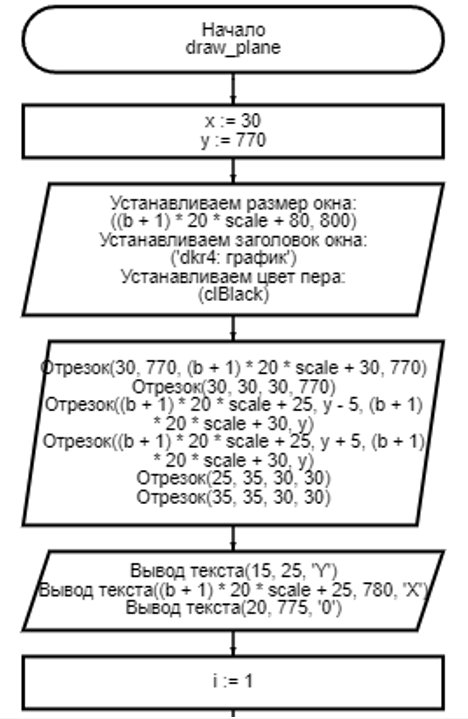 Начало
draw_plane
x := 30
y := 770
Устанавливаем размер окна:
((b + 1) * 20 * scale + 80, 800)
Устанавливаем заголовок окна:
('dkr4: график')
Устанавливаем цвет пера:
(clBlack)
Отрезок(30, 770, (b + 1) * 20 * scale + 30, 770)
Отрезок(30, 30, 30, 770)
Отрезок((b + 1) * 20 * scale + 25, y - 5, (b + 1)
* 20 * scale + 30, y)
Отрезок((b + 1) * 20 * scale + 25, y + 5, (b + 1)
* 20 * scale + 30, y)
Отрезок(25, 35, 30, 30)
Отрезок(35, 35, 30, 30)
Вывод текста(15, 25, 'Y')
Вывод текста((b + 1) * 20 * scale + 25, 780, 'X')
Вывод текста(20, 775, '0')
i := 1